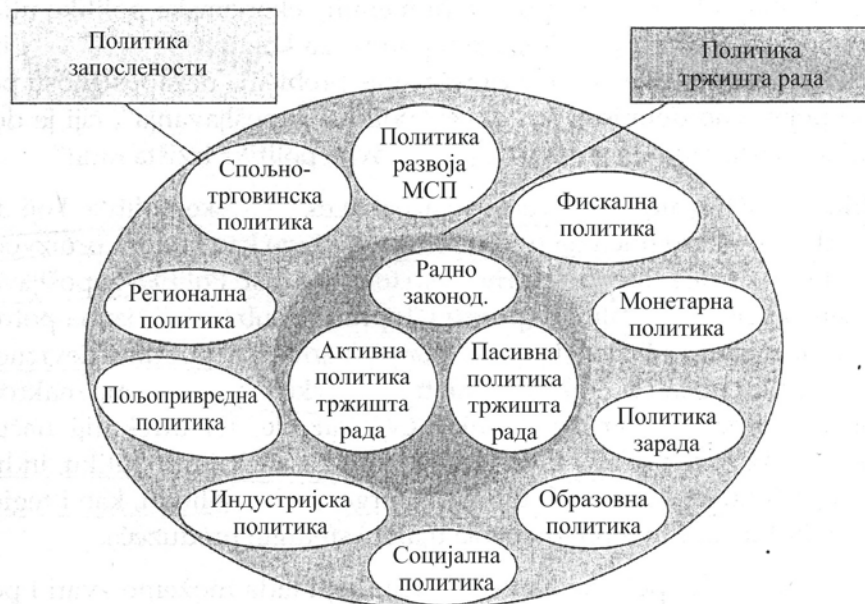 Политика
запослености
Политика
тржишта рада
Политика
развоја
МСП
Спољно-
трговинска
политика
Фискална
политика
Радно
законод.
Регионална
политика
Монетарна
политика
Активна
политика
тржишта
рада
Пасивна
политика
тржишта
рада
Пољопривредна
политика
Политика
зарада
Индустријска
политика
Образовна
политика
Социјална
политика